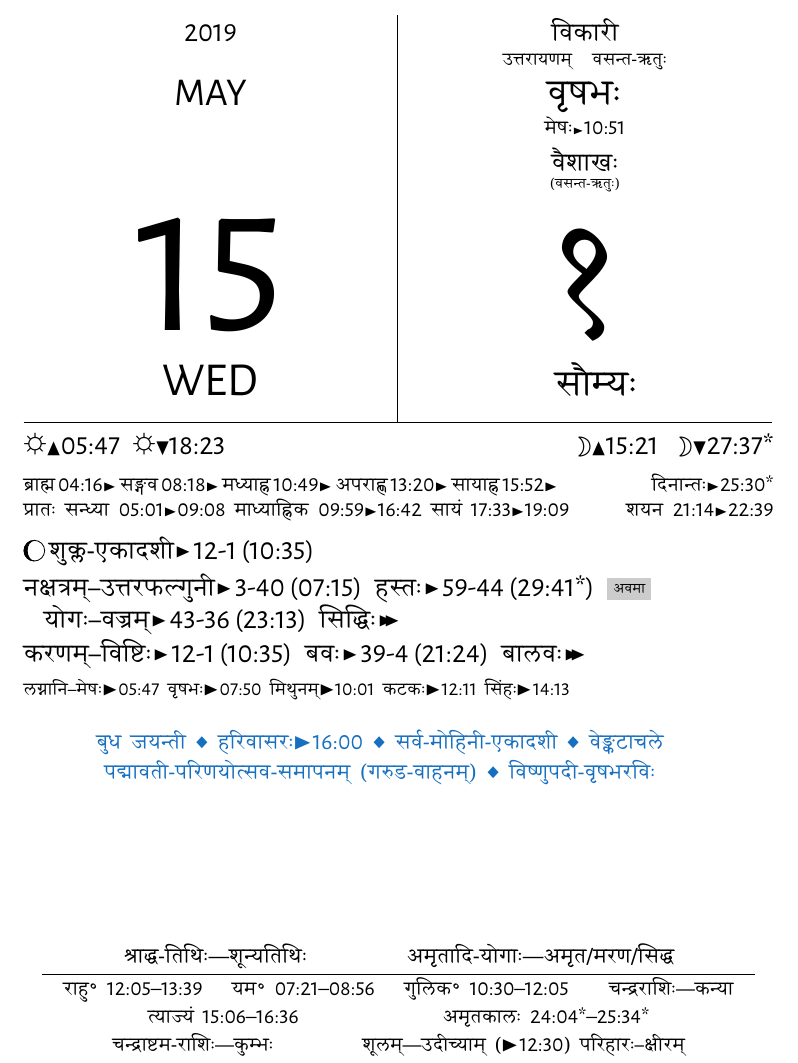 2019
MAY
15
WED
विकारी
उत्तरायणम् वसन्त-ऋतुः
वृषभः
मेषः►10:51
वैशाखः
(वसन्त-ऋतुः)
१
सौम्यः
☼▲05:47 ☼▼18:23 ☽▲15:21 ☽▼27:37*
ब्राह्म 04:16► सङ्गव 08:18► मध्याह्न 10:49► अपराह्ण 13:20► सायाह्न 15:52► दिनान्तः►25:30*
प्रातः सन्ध्या 05:01►09:08 माध्याह्निक 09:59►16:42 सायं 17:33►19:09 शयन 21:14►22:39
शुक्ल-एकादशी►12-1 (10:35)
नक्षत्रम्–उत्तरफल्गुनी►3-40 (07:15) हस्तः►59-44 (29:41*) अवमा
योगः–वज्रम्►43-36 (23:13) सिद्धिः►►
करणम्–विष्टिः►12-1 (10:35) बवः►39-4 (21:24) बालवः►►
लग्नानि–मेषः►05:47 वृषभः►07:50 मिथुनम्►10:01 कटकः►12:11 सिंहः►14:13
बुध जयन्ती ◆ हरिवासरः►16:00 ◆ सर्व-मोहिनी-एकादशी ◆ वेङ्कटाचले
पद्मावती-परिणयोत्सव-समापनम् (गरुड-वाहनम्) ◆ विष्णुपदी-वृषभरविः
श्राद्ध-तिथिः—शून्यतिथिः अमृतादि-योगाः—अमृत/मरण/सिद्ध
राहु° 12:05–13:39 यम° 07:21–08:56 गुलिक° 10:30–12:05 चन्द्रराशिः—कन्या
त्याज्यं 15:06–16:36 अमृतकालः 24:04*–25:34*
चन्द्राष्टम-राशिः—कुम्भः शूलम्—उदीच्याम् (►12:30) परिहारः–क्षीरम्